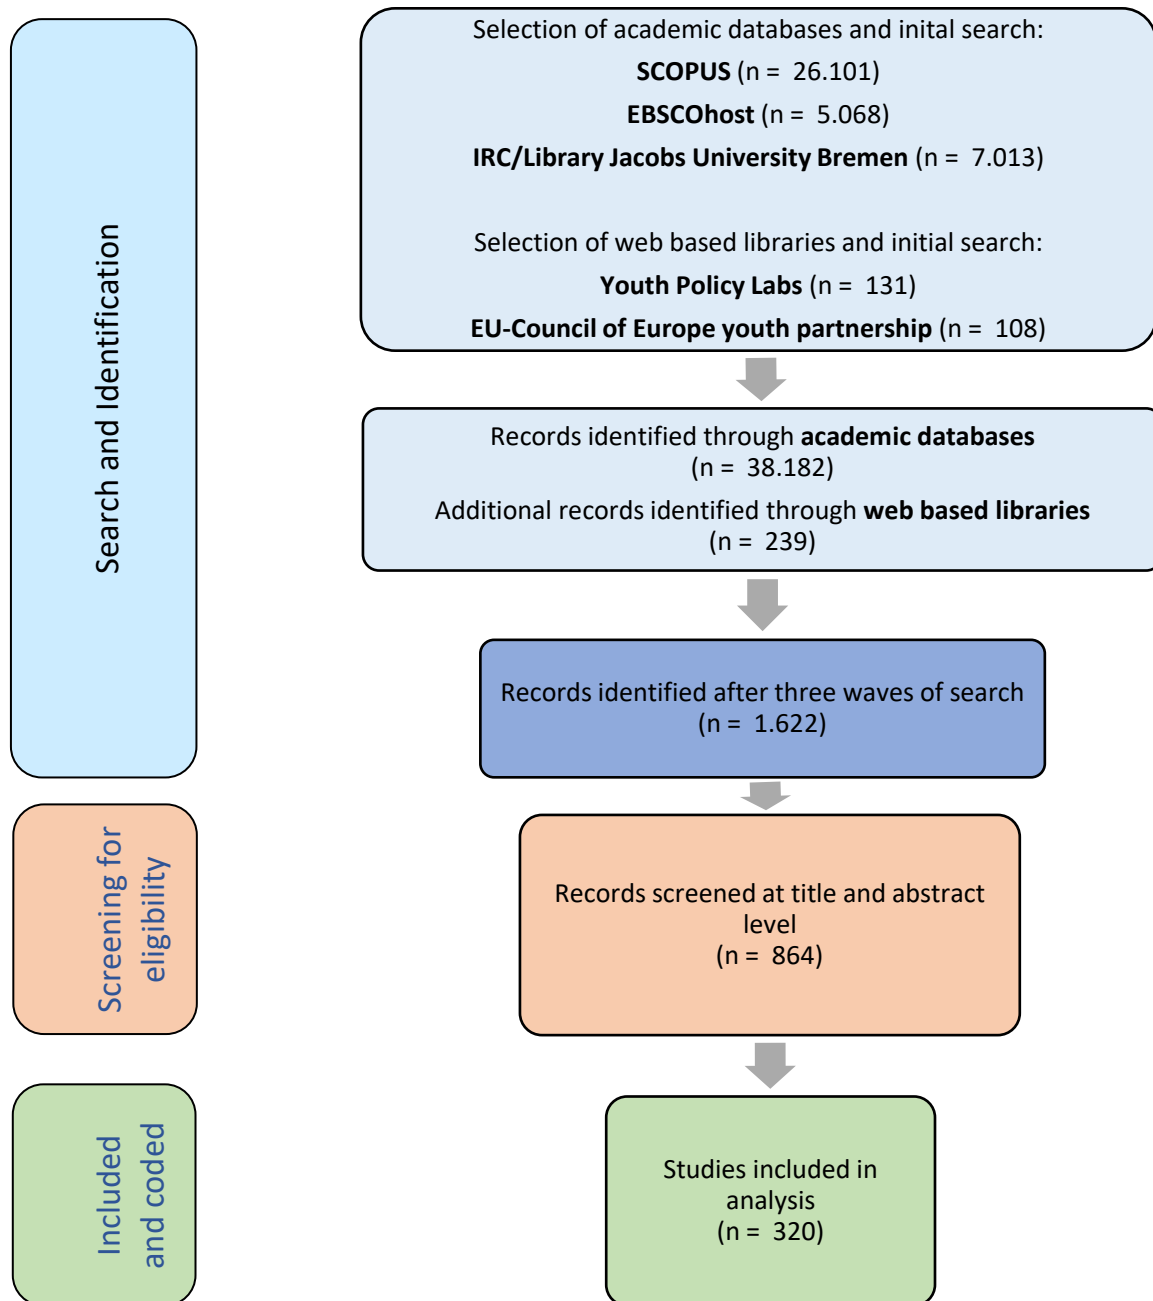 Search and Identification
Selection of academic databases and inital search:
SCOPUS (n = 26.101)
EBSCOhost (n = 5.068)
IRC/Library Jacobs University Bremen (n = 7.013)
Selection of web based libraries and initial search:
Youth Policy Labs (n = 131)
EU-Council of Europe youth partnership (n = 108)
Records identified through academic databases
(n = 38.182)
Additional records identified through web based libraries
(n = 239)
Records identified after three waves of search
(n = 1.622)
Screening for
eligibility
Records screened at title and abstract
level
(n = 864)
Included
and coded
Studies included in
analysis
(n = 320)